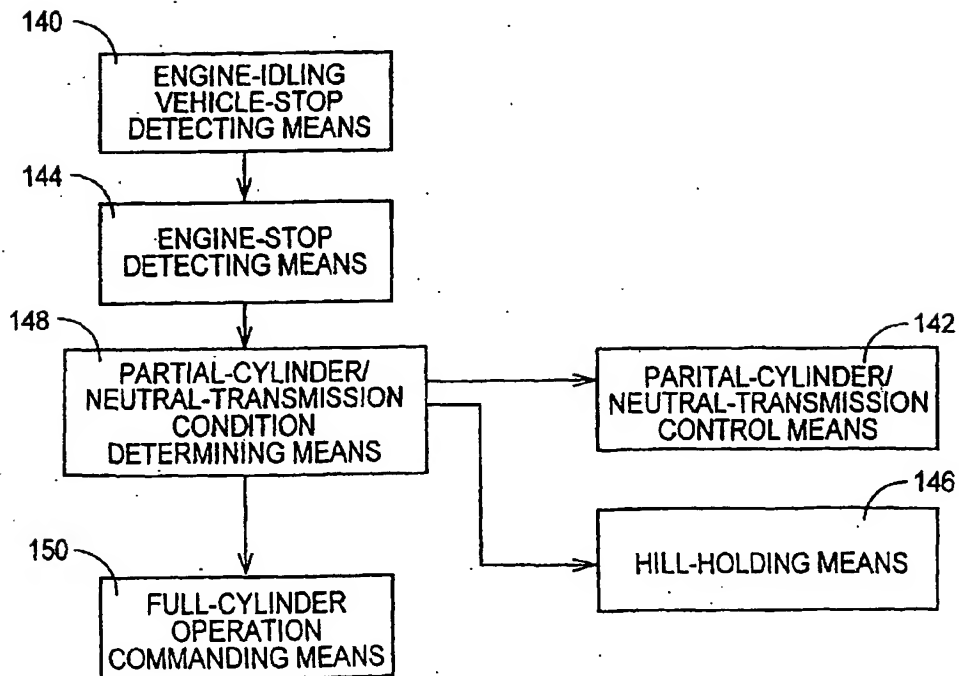 140
ENGINE-IDLING
VEHICLE-STOP
DETECTING MEANS
144
ENGINE-STOP
DETECTING MEANS
148
PARTIAL-CYLINDER/
NEUTRAL-TRANSMISSION
CONDITION
DETERMINING MEANS
142
PARITAL-CYLINDER/
NEUTRAL-TRANSMISSION
CONTROL MEANS
146
HILL-HOLDING MEANS
150
FULL-CYLINDER
OPERATION
COMMANDING MEANS